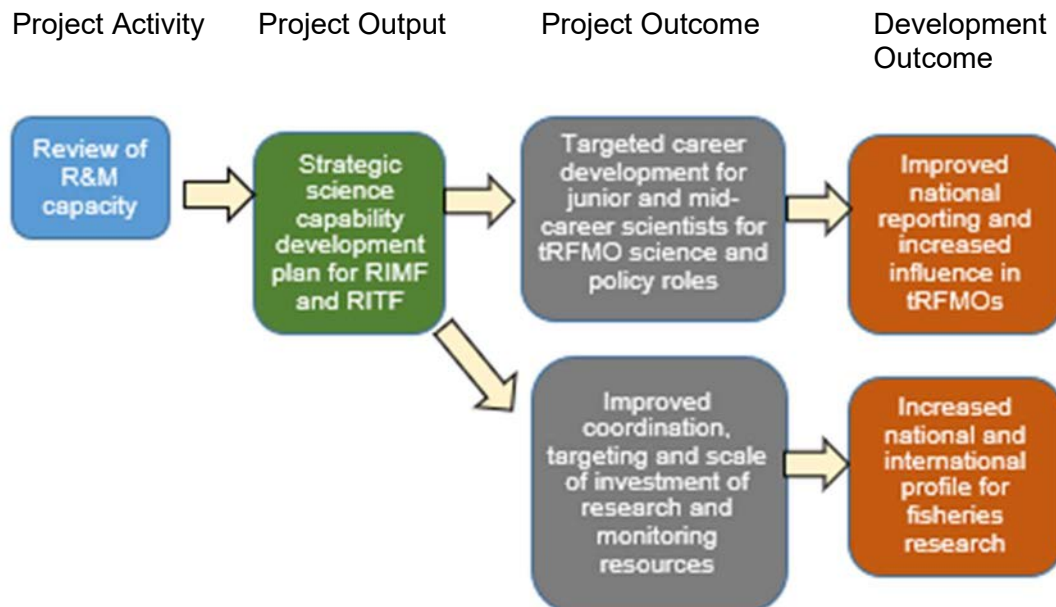 Project Activity
Project Output
Project Outcome
Development
Outcome
Review of
R&M
capacity
Strategic
science
capability
development
plan for RIMF
and RITF
Targeted career
development for
junior and mid-
career scientists for
tRFMO science and
policy roles
Improved
national
reporting and
increased
influence in
tRFMOs
Improved
coordination,
targeting and scale
of investment of
research and
monitoring
resources
Increased
national and
international
profile for
fisheries
research